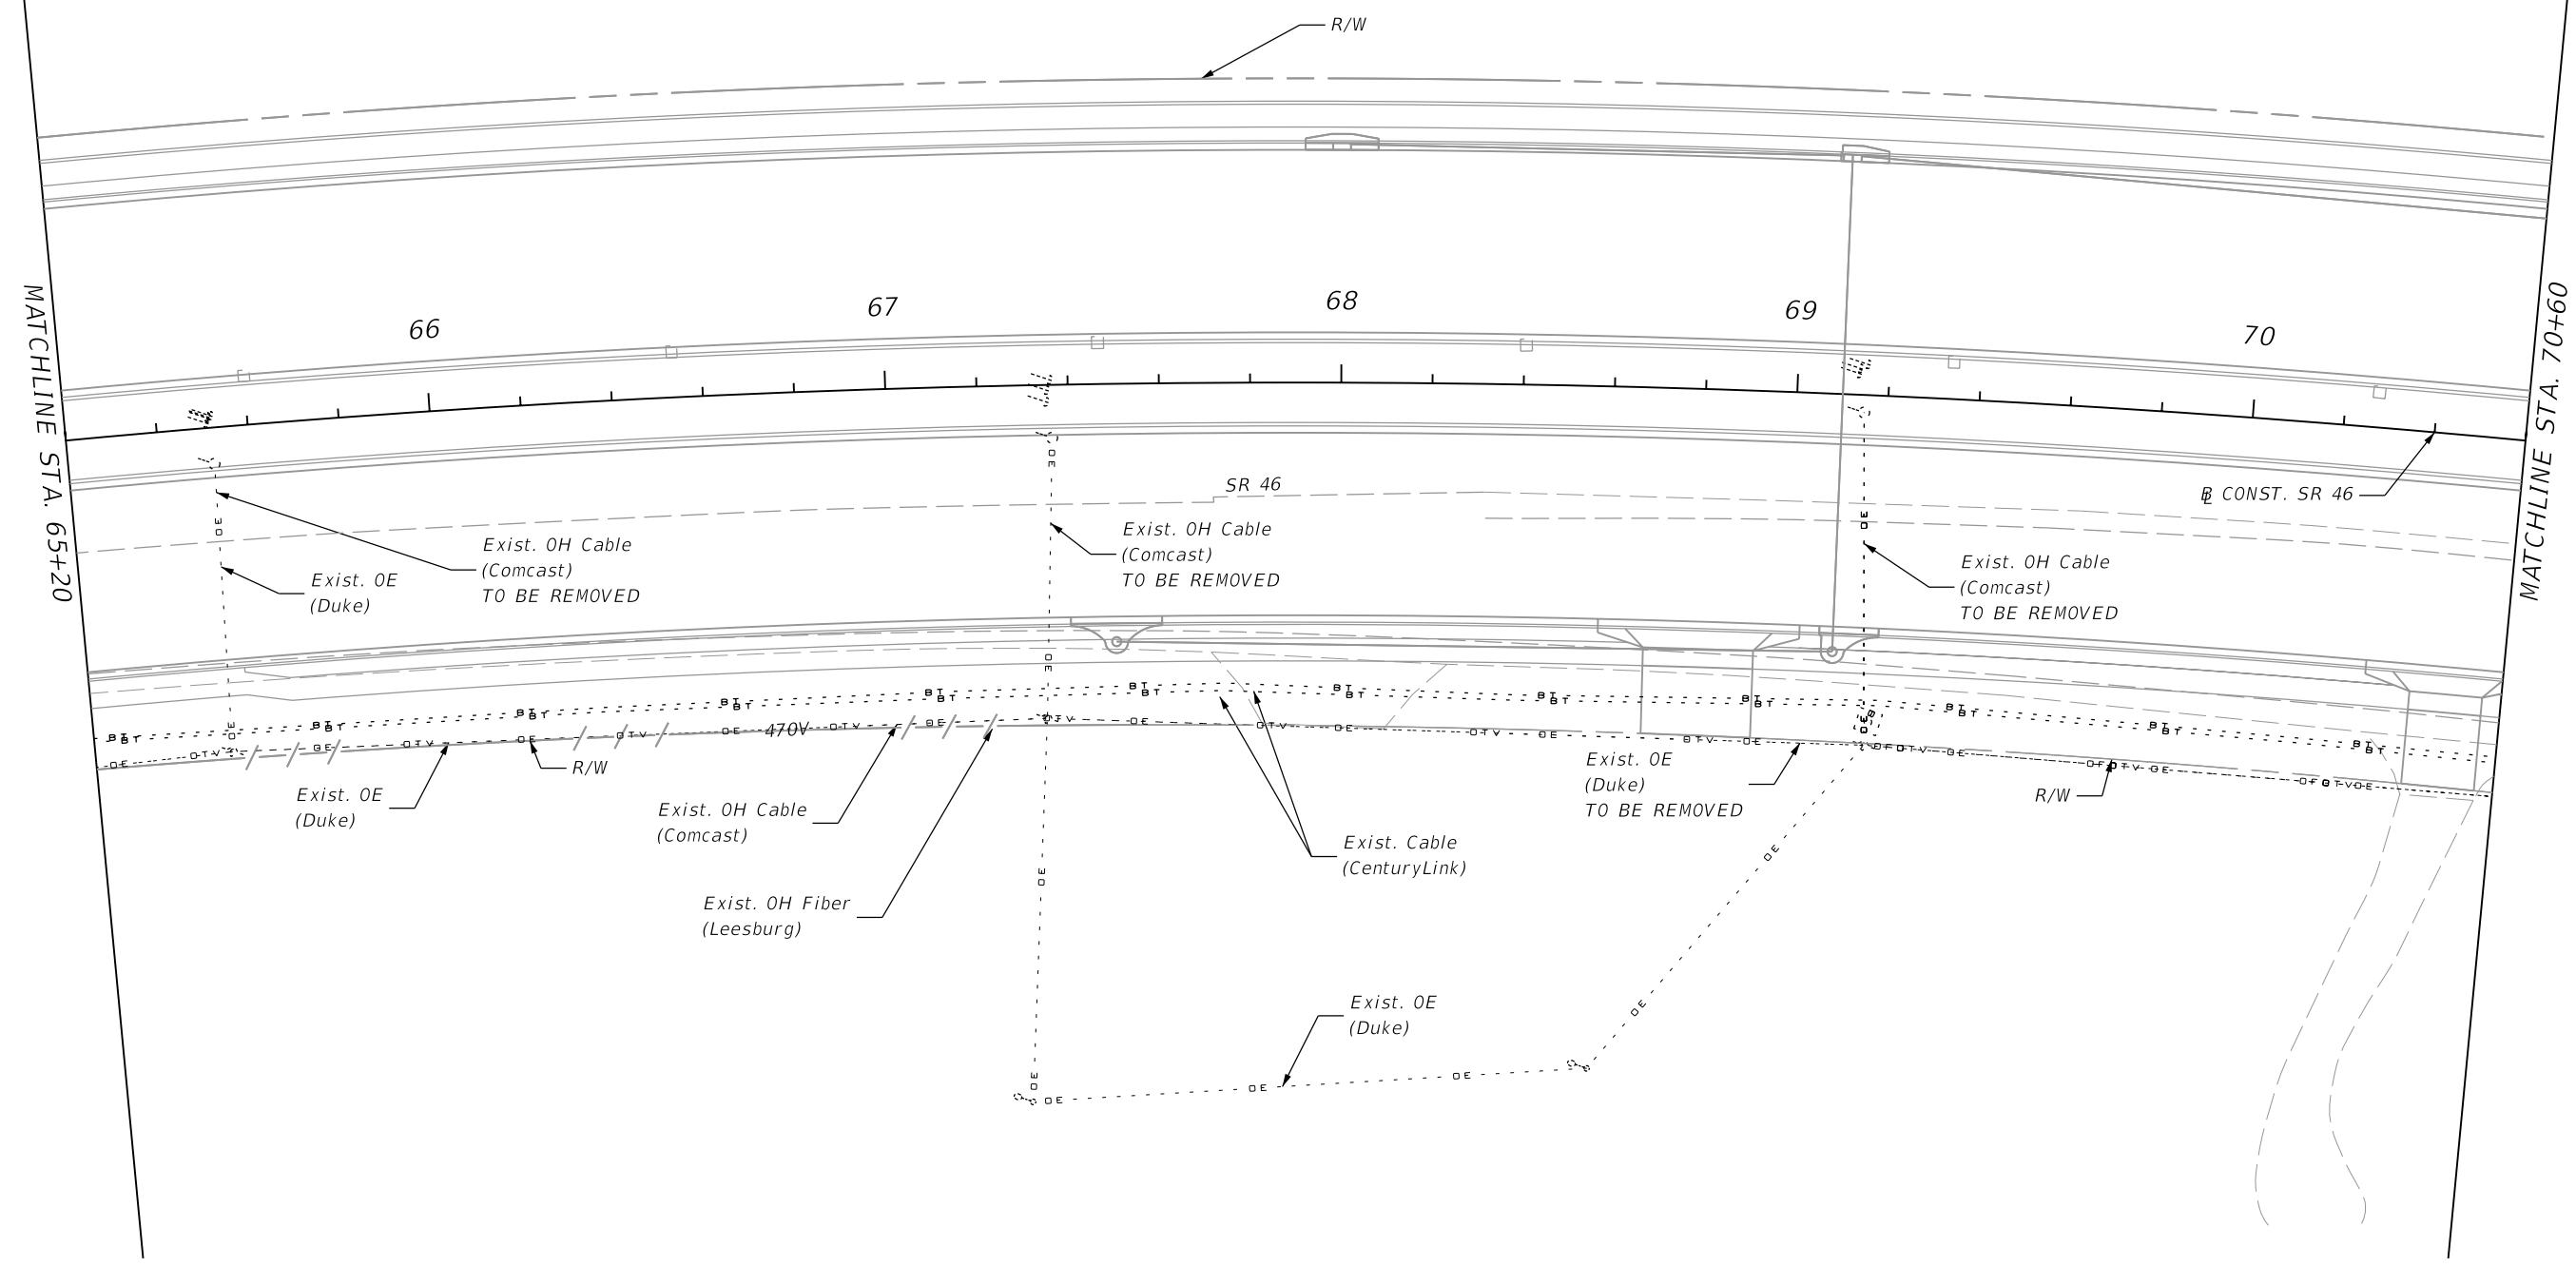 R/W
66
67
68
69
70
MATCHLINE STA. 65+20
MATCHLINE STA. 70+60
SR 46
BL CONST. SR 46
Exist. OH Cable
(Comcast)
TO BE REMOVED
Exist. OE
(Duke)
Exist. OH Cable
(Comcast)
TO BE REMOVED
Exist. OH Cable
(Comcast)
TO BE REMOVED
470V
R/W
Exist. OE
(Duke)
Exist. OH Cable
(Comcast)
Exist. OH Fiber
(Leesburg)
Exist. Cable
(CenturyLink)
Exist. OE
(Duke)
TO BE REMOVED
R/W
Exist. OE
(Duke)